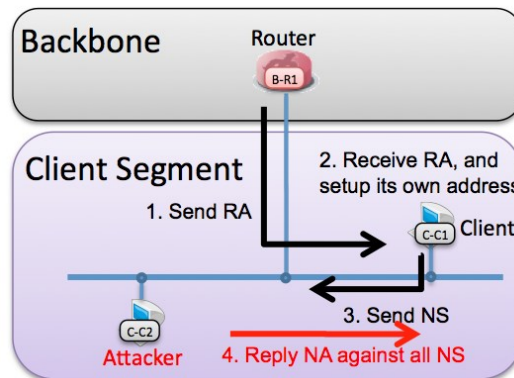 Backbone
Router
B-R1
Client Segment
2. Receive RA, and
setup its own address
1. Send RA
C-C1
Client
3. Send NS
C-C2
Attacker
4. Reply NA against all NS